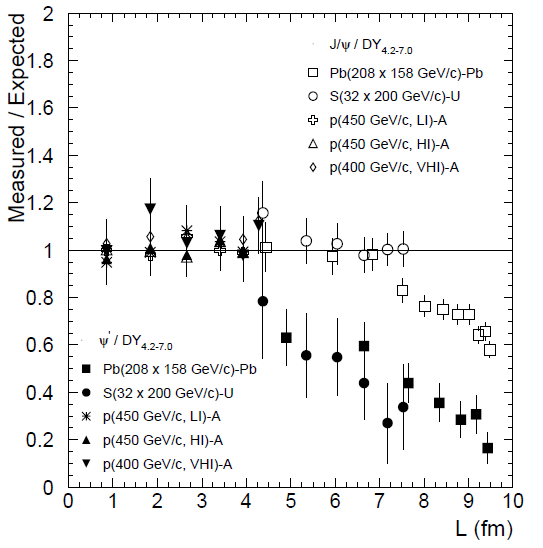 Measured / Expected
2
1.8
1.6
1.4
1.2
1
0.8
0.6
0.4
0.2
0
J/ψ / DY4.2-7.0
Pb(208 x 158 GeV/c)-Pb
S(32 x 200 GeV/c)-U
p(450 GeV/c, LI)-A
p(450 GeV/c, HI)-A
p(400 GeV/c, VHI)-A
ψ' / DY4.2-7.0
Pb(208 x 158 GeV/c)-Pb
S(32 x 200 GeV/c)-U
p(450 GeV/c, LI)-A
p(450 GeV/c, HI)-A
p(400 GeV/c, VHI)-A
0 1 2 3 4 5 6 7 8 9 10
L (fm)